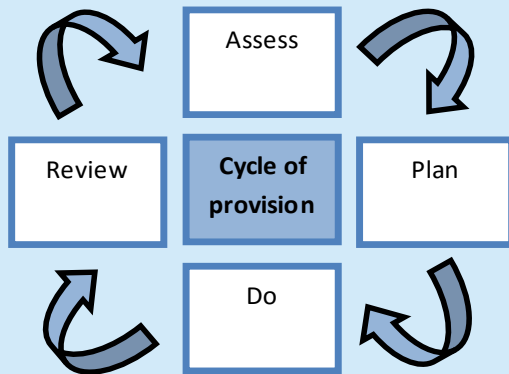 Assess
Review
Cycle of
provision
Plan
Do